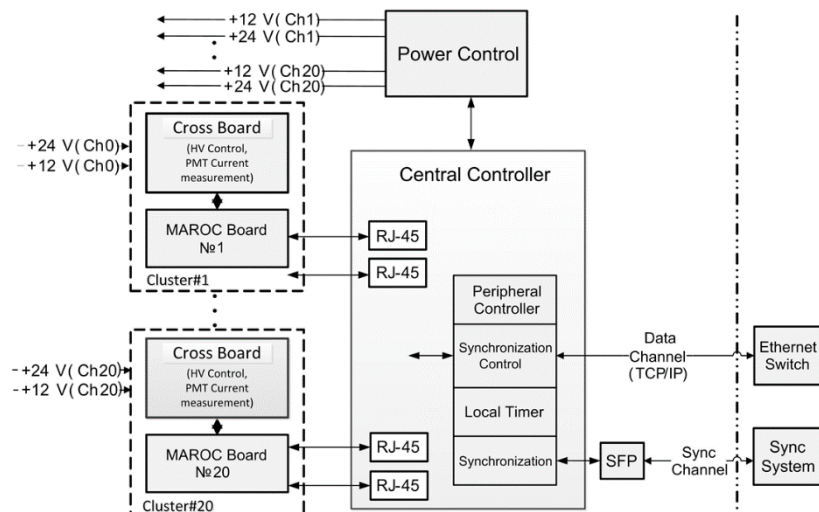 +12 V( Ch1)
+24 V( Ch1)
+12 V( Ch20)
+24 V( Ch20)
Power Control
Cross Board
(HV Control,
PMT Current
measurement)
+24 V( Ch0)
+12 V( Ch0)
MAROC Board
№1
Cluster#1
Central Controller
RJ-45
RJ-45
Peripheral
Controller
Synchronization
Control
Local Timer
Synchronization
Data
Channel
(TCP/IP)
Ethernet
Switch
Cross Board
(HV Control,
PMT Current
measurement)
+24 V( Ch20)
+12 V( Ch20)
MAROC Board
№20
Cluster#20
RJ-45
RJ-45
SFP
Sync
Channel
Sync
System